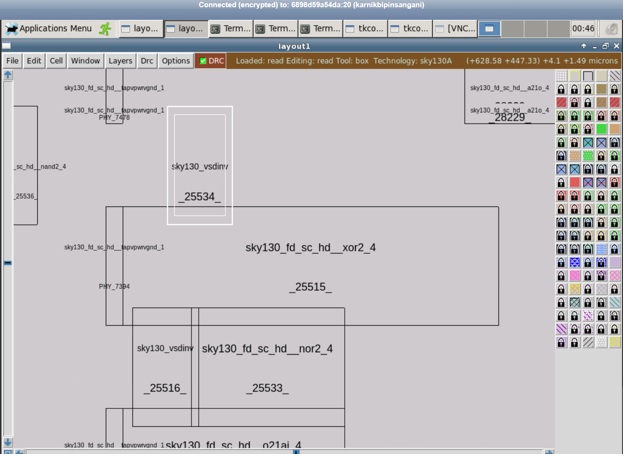 Connected (encrypted) to: 6898d59a54da:20 (karnikbipinsangani)
Applications Menu
layo...
layo...
Term...
Term...
Term...
tkco...
tkco...
[VNC...
00:46
layout1
File Edit Cell Window Layers Drc Options DRC Loaded: read Editing: read Tool: box Technology: sky130A (+628.58 +447.33) +4.1 +1.49 microns
sky130_fd_sc_hd__tapvpwrvgnd_1
sky130_fd_sc_hd__a21o_4
sky130_fd_sc_hd__tapvpwrvgnd_1
sky130_fd_sc_hd__a21o_4
PHY_7478
_28229_
_sc_hd__nand2_4
sky130_vsdinv
_25536_
_25534_
sky130_fd_sc_hd__tapvpwrvgnd_1
sky130_fd_sc_hd__xor2_4
PHY_7394
_25515_
sky130_vsdinv
sky130_fd_sc_hd__nor2_4
_25516_
_25533_
sky130_fd_sc_hd__tapvpwrvgnd_1
sky130_fd_sc_hd__o21ai_4